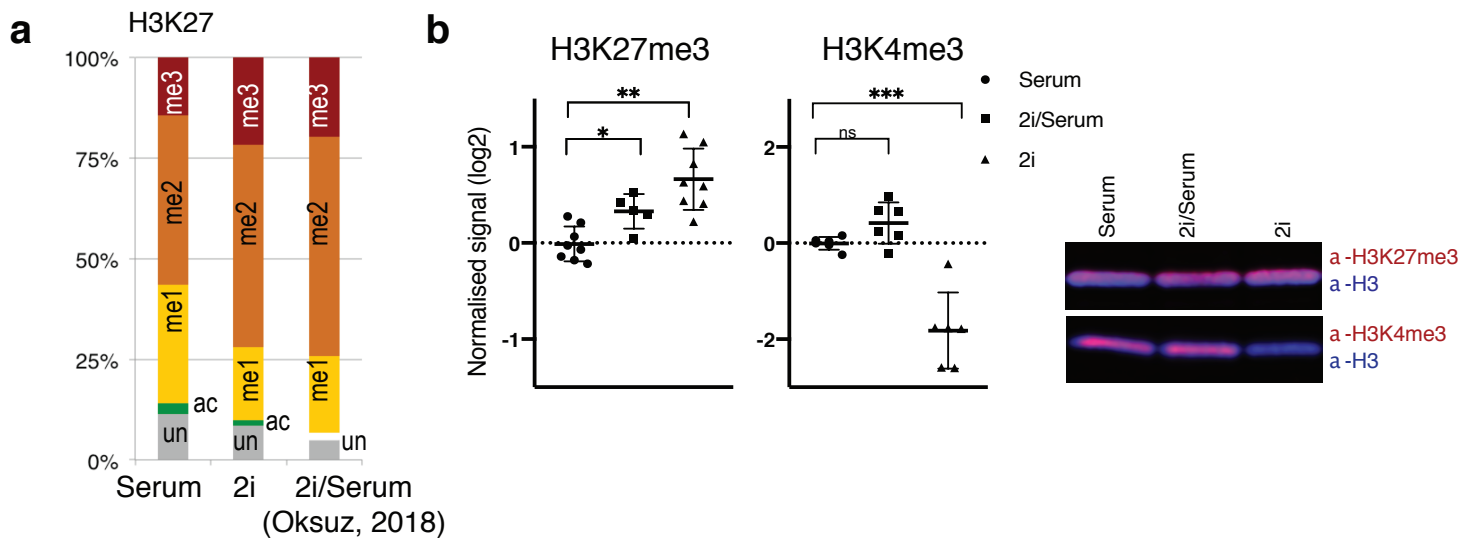 a
H3K27
100%
75%
50%
25%
0%
me3
me2
me1
ac
un
me3
me2
me1
ac
un
me3
me2
me1
un
Serum
2i
2i/Serum
(Oksuz, 2018)
b
H3K27me3
H3K4me3
Normalised signal (log2)
**
*
1
0
-1
***
ns
2
0
-2
Serum
2i/Serum
2i
Serum
2i/Serum
2i
a -H3K27me3
a -H3
a -H3K4me3
a -H3